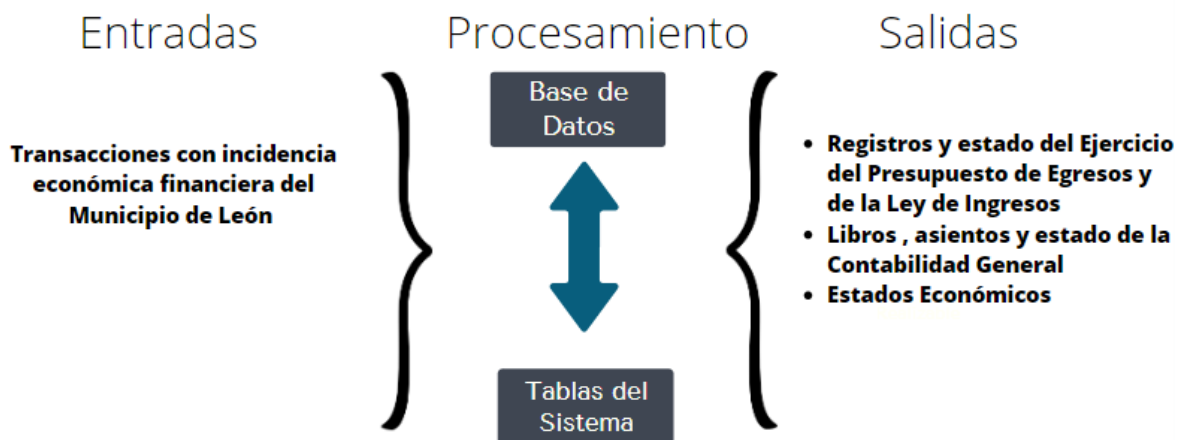 Entradas
Procesamiento
Salidas
Transacciones con incidencia
económica financiera del
Municipio de León
Base de
Datos
Tablas del
Sistema
• Registros y estado del Ejercicio
del Presupuesto de Egresos y
de la Ley de Ingresos
• Libros , asientos y estado de la
Contabilidad General
• Estados Económicos